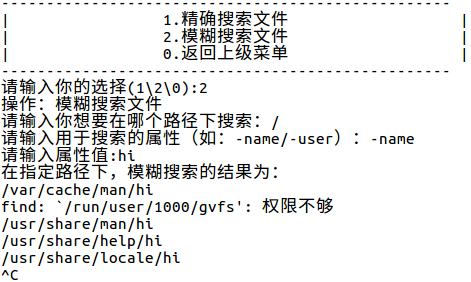 --------------------------------------------------
| 1.精确搜索文件 |
| 2.模糊搜索文件 |
| 0.返回上级菜单 |
--------------------------------------------------
请输入你的选择(1\2\0):2
操作: 模糊搜索文件
请输入你想要在哪个路径下搜索: /
请输入用于搜索的属性（如: -name/-user）: -name
请输入属性值:hi
在指定路径下，模糊搜索的结果为:
/var/cache/man/hi
find: `/run/user/1000/gvfs': 权限不够
/usr/share/man/hi
/usr/share/help/hi
/usr/share/locale/hi
^C